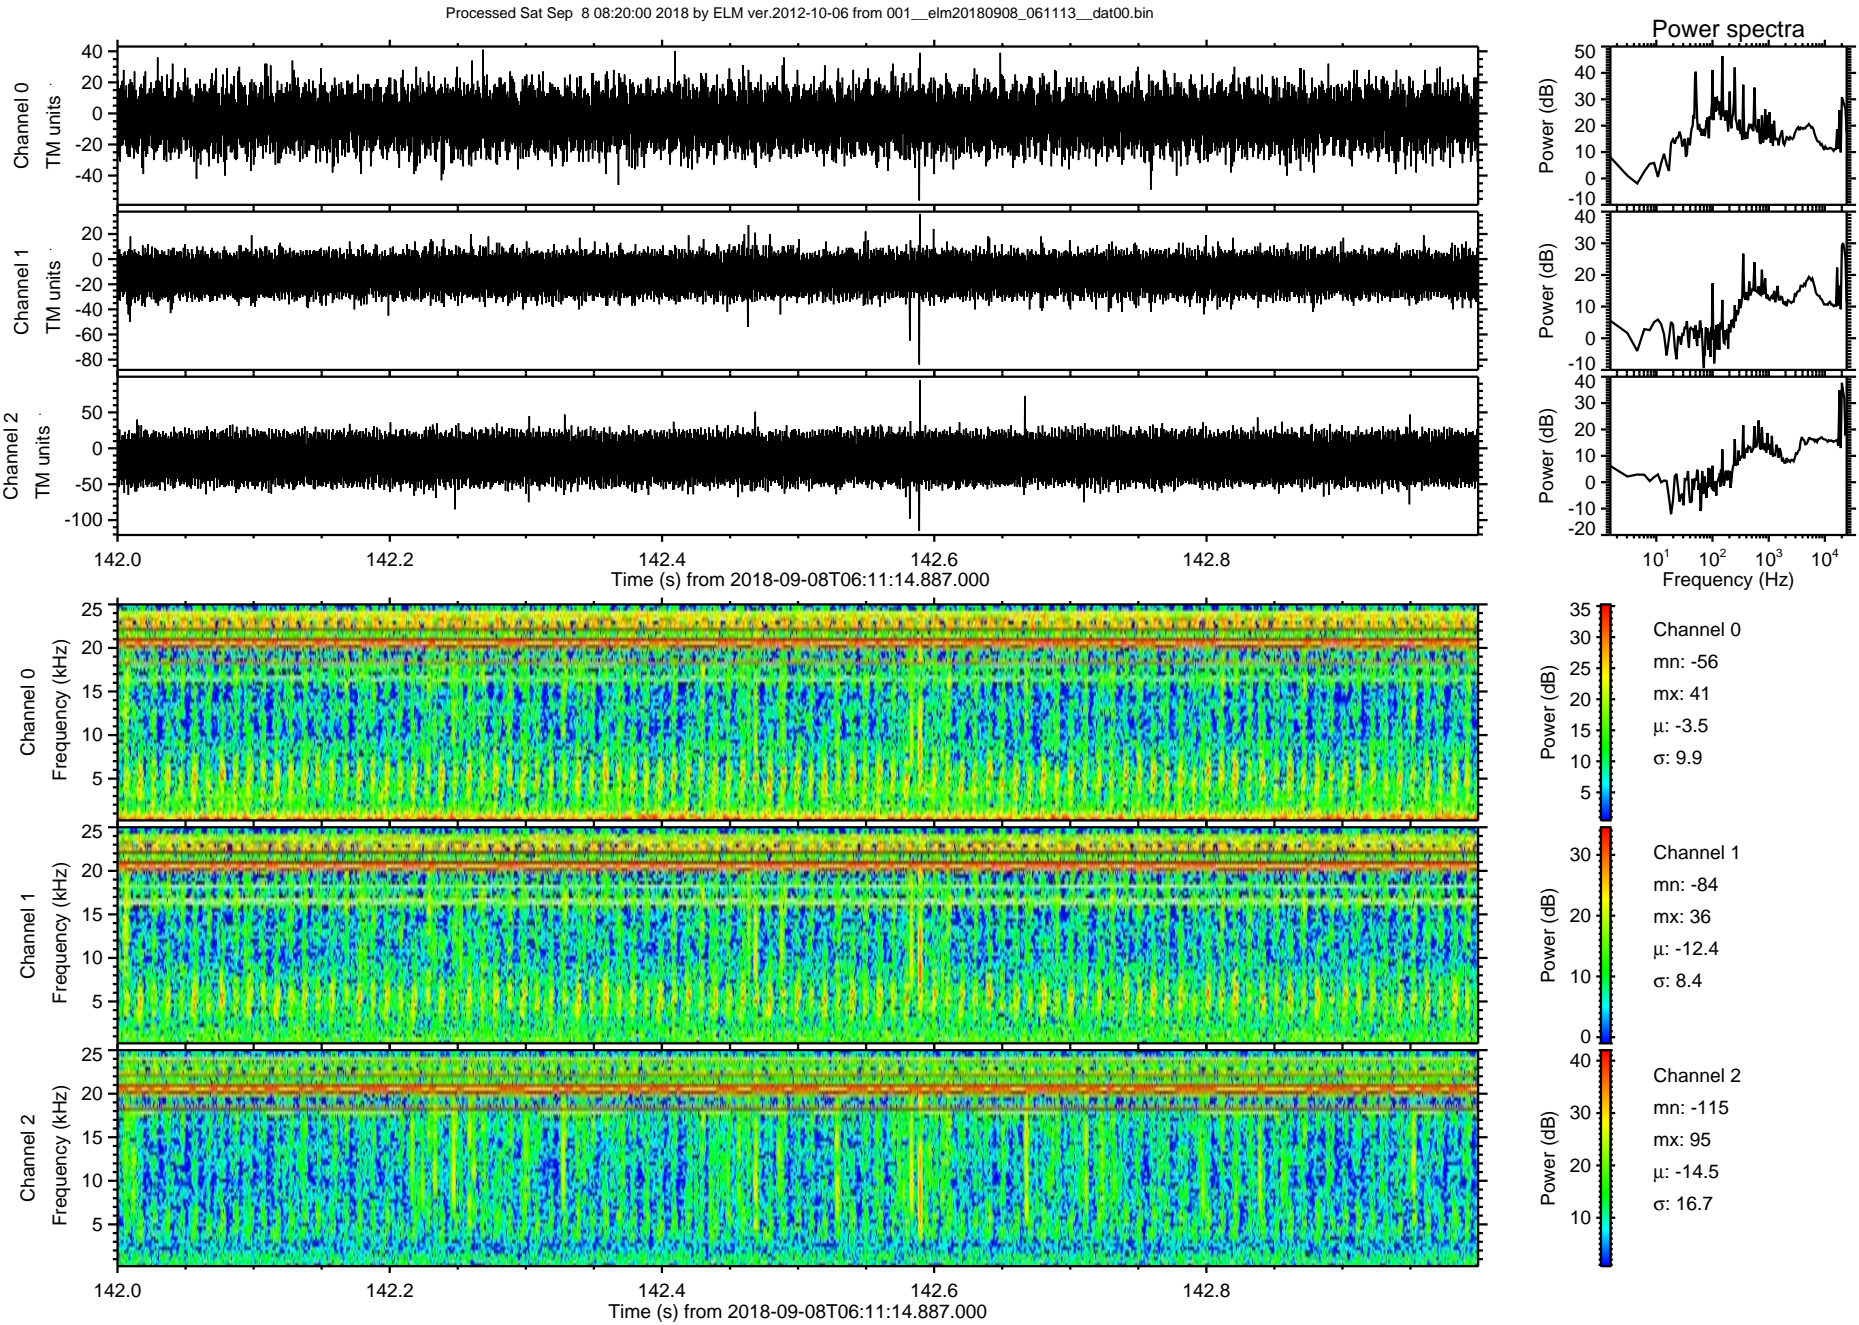 Processed Sat Sep  8 08:20:00 2018 by ELM ver.2012-10-06 from 001__elm20180908_061113__dat00.bin
Power spectra
Channel 0
TM units
40
20
0
-20
-40
Power (dB)
50
40
30
20
10
0
-10
Channel 1
TM units
20
0
-20
-40
-60
-80
Power (dB)
40
30
20
10
0
-10
Channel 2
TM units
50
0
-50
-100
Power (dB)
40
30
20
10
0
-10
-20
142.0 142.2 142.4 142.6 142.8
Time (s) from 2018-09-08T06:11:14.887.000
10¹ 10² 10³ 10⁴
Frequency (Hz)
Channel 0
Frequency (kHz)
25
20
15
10
5
Power (dB)
35
30
25
20
15
10
5
Channel 0
mn: -56
mx: 41
μ: -3.5
σ: 9.9
Channel 1
Frequency (kHz)
25
20
15
10
5
Power (dB)
30
20
10
0
Channel 1
mn: -84
mx: 36
μ: -12.4
σ: 8.4
Channel 2
Frequency (kHz)
25
20
15
10
5
Power (dB)
40
30
20
10
Channel 2
mn: -115
mx: 95
μ: -14.5
σ: 16.7
142.0 142.2 142.4 142.6 142.8
Time (s) from 2018-09-08T06:11:14.887.000